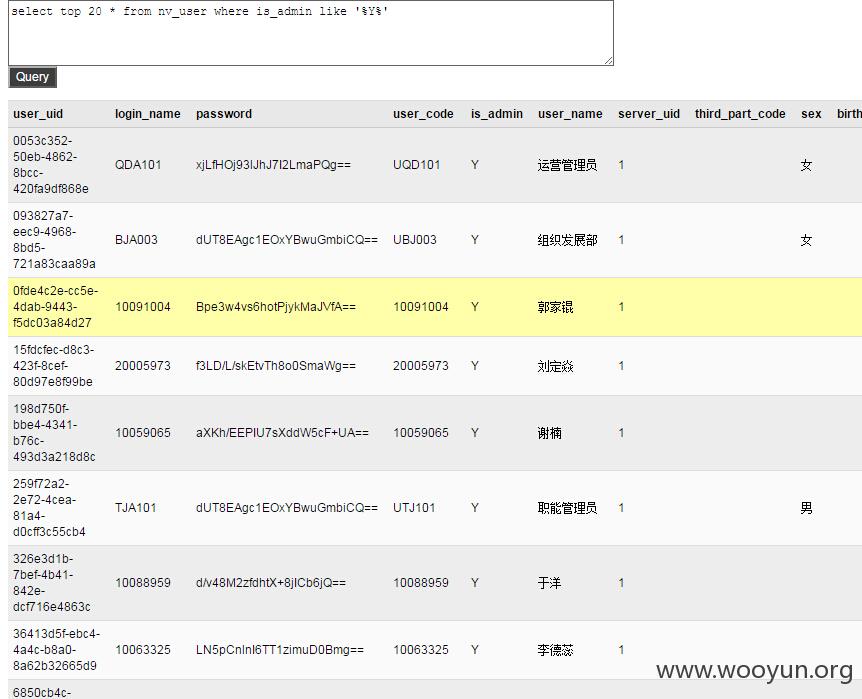 select top 20 * from nv_user where is_admin like '%Y%'
Query
user_uid login_name password user_code is_admin user_name server_uid third_part_code sex birth
0053c352-
50eb-4862-
8bcc-
420fa9df868e
QDA101 xjLfHOj93lJhJ7I2LmaPQg== UQD101 Y 运营管理员 1 女
093827a7-
eec9-4968-
8bd5-
721a83caa89a
BJA003 dUT8EAgc1EOxYBwuGmbiCQ== UBJ003 Y 组织发展部 1 女
0fde4c2e-cc5e-
4dab-9443-
f5dc03a84d27
10091004 Bpe3w4vs6hotPjykMaJVfA== 10091004 Y 郭家锟 1
15fdcfec-d8c3-
423f-8cef-
80d97e8f99be
20005973 f3LD/L/skEtvTh8o0SmaWg== 20005973 Y 刘定焱 1
198d750f-
bbe4-4341-
b76c-
493d3a218d8c
10059065 aXKh/EEPIU7sXddW5cF+UA== 10059065 Y 谢楠 1
259f72a2-
2e72-4cea-
81a4-
d0cff3c55cb4
TJA101 dUT8EAgc1EOxYBwuGmbiCQ== UTJ101 Y 职能管理员 1 男
326e3d1b-
7bef-4b41-
842e-
dcf716e4863c
10088959 d/v48M2zfdhtX+8jICb6jQ== 10088959 Y 于洋 1
36413d5f-ebc4-
4a4c-b8a0-
8a62b32665d9
10063325 LN5pCnlnI6TT1zimuD0Bmg== 10063325 Y 李德蕊 1
6850cb4c-
www.wooyun.org